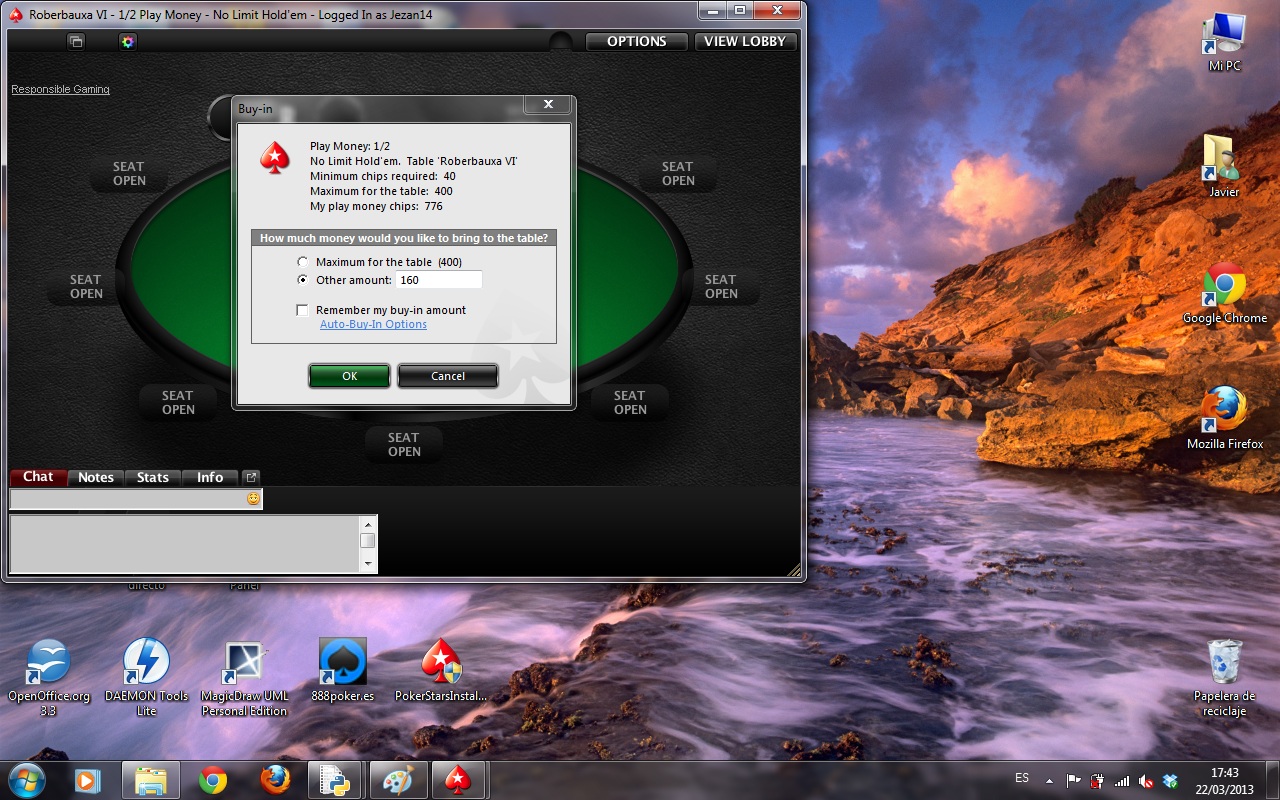 Roberbauxa VI - 1/2 Play Money - No Limit Hold'em - Logged In as Jezan14
OPTIONS
VIEW LOBBY
Responsible Gaming
Buy-in
Play Money: 1/2
No Limit Hold'em. Table 'Roberbauxa VI'
Minimum chips required: 40
Maximum for the table: 400
My play money chips: 776
How much money would you like to bring to the table?
Maximum for the table (400)
Other amount: 160
Remember my buy-in amount
Auto-Buy-In Options
OK
Cancel
SEAT
OPEN
SEAT
OPEN
SEAT
OPEN
SEAT
OPEN
SEAT
OPEN
SEAT
OPEN
SEAT
OPEN
Chat
Notes
Stats
Info
directo
Panel
Mi PC
Javier
Google Chrome
Mozilla Firefox
OpenOffice.org
3.3
DAEMON Tools
Lite
MagicDraw UML
Personal Edition
888poker.es
PokerStarsInstal...
Papelera de
reciclaje
ES
17:43
22/03/2013